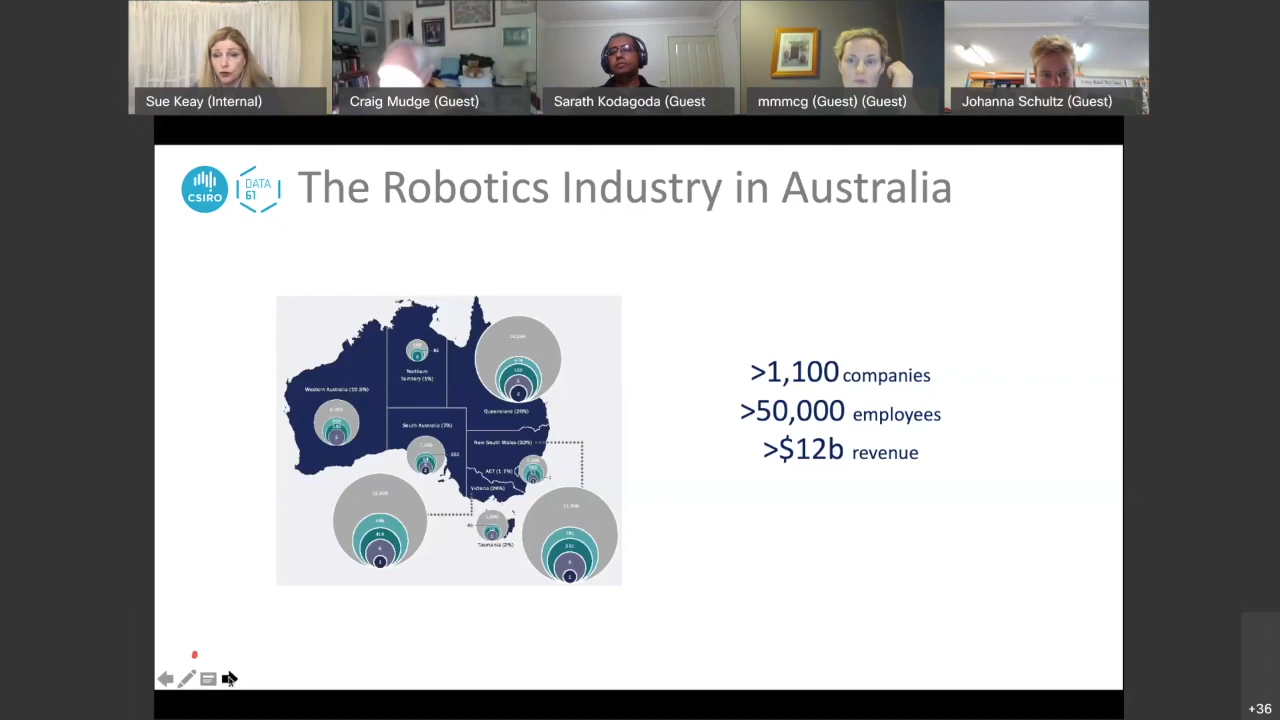 Sue Keay (Internal)
Craig Mudge (Guest)
Sarath Kodagoda (Guest
mmmcg (Guest) (Guest)
Johanna Schultz (Guest)
CSIRO
DATA
61
The Robotics Industry in Australia
Northern
Territory (1%)
Western Australia (10.3%)
Queensland (20%)
South Australia (7%)
New South Wales (32%)
ACT (1.7%)
Victoria (26%)
Tasmania (2%)
>1,100 companies
>50,000 employees
>$12b revenue
+36